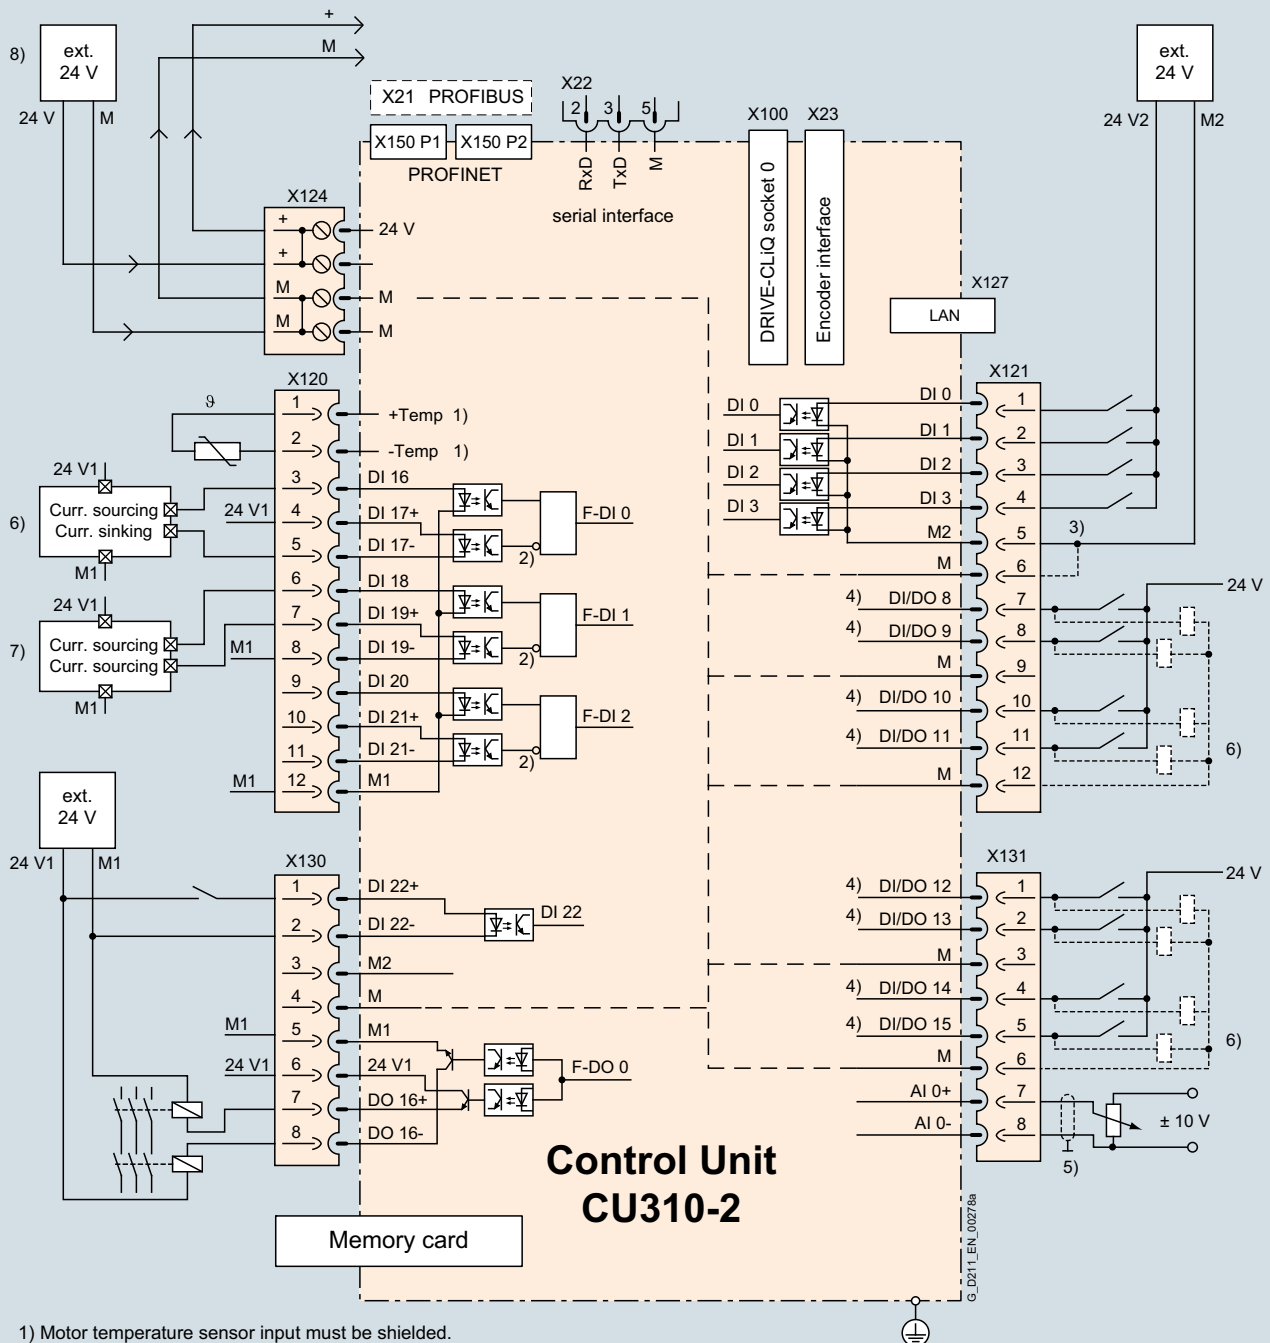 8)
ext.
24 V
24 V
M
+
M
X21 PROFIBUS
X150 P1
X150 P2
PROFINET
X22
2
3
5
RxD
TxD
M
serial interface
X100
X23
DRIVE-CLiQ socket 0
Encoder interface
ext.
24 V
24 V2
M2
X127
LAN
X124
+
24 V
+
M
M
M
M
X120
ϑ
1
+Temp 1)
2
-Temp 1)
24 V1
6)
Curr. sourcing
Curr. sinking
M1
3
DI 16
24 V1
4
DI 17+
5
DI 17-
2)
F-DI 0
24 V1
7)
Curr. sourcing
Curr. sourcing
M1
6
DI 18
7
DI 19+
M1
8
DI 19-
2)
F-DI 1
9
DI 20
10
DI 21+
11
DI 21-
2)
F-DI 2
M1
12
M1
X121
DI 0
DI 0
1
DI 1
DI 1
2
DI 2
DI 2
3
DI 3
DI 3
4
M2
5
3)
M
6
24 V
4) DI/DO 8
7
4) DI/DO 9
8
M
9
4) DI/DO 10
10
4) DI/DO 11
11
6)
M
12
ext.
24 V
24 V1
M1
X130
1
DI 22+
2
DI 22-
DI 22
3
M2
4
M
M1
5
M1
24 V1
6
24 V1
7
DO 16+
8
DO 16-
F-DO 0
X131
24 V
4) DI/DO 12
1
4) DI/DO 13
2
M
3
4) DI/DO 14
4
4) DI/DO 15
5
6)
M
6
AI 0+
7
AI 0-
8
5)
± 10 V
Control Unit
CU310-2
Memory card
G_D211_EN_00278a
1) Motor temperature sensor input must be shielded.